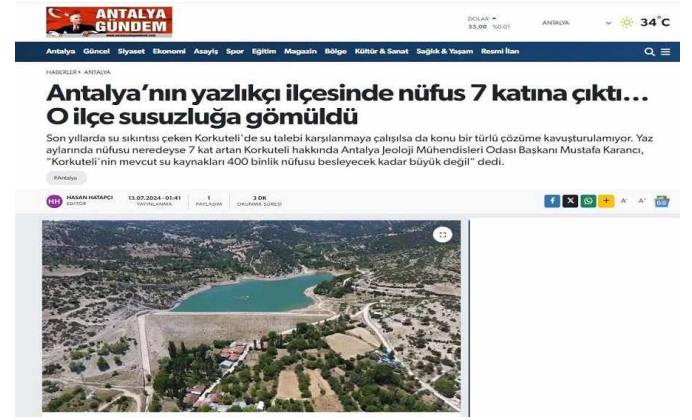 ANTALYA
GÜNDEM
DOLAR
33,00 %0.01
ANTALYA
34°C
Antalya Güncel Siyaset Ekonomi Asayiş Spor Eğitim Magazin Bölge Kültür & Sanat Sağlık & Yaşam Resmi İlan
HABERLER ANTALYA
Antalya’nın yazlıkçı ilçesinde nüfus 7 katına çıktı...
O ilçe susuzluğa gömüldü
Son yıllarda su sıkıntısı çeken Korkuteli'de su talebi karşılanmaya çalışılsa da konu bir türlü çözüme kavuşturulamıyor. Yaz
aylarında nüfusu neredeyse 7 kat artan Korkuteli hakkında Antalya Jeoloji Mühendisleri Odası Başkanı Mustafa Karancı,
“Korkuteli'nin mevcut su kaynakları 400 binlik nüfusu besleyecek kadar büyük değil” dedi.
#Antalya
HH
HASAN HATAPÇI
EDITÖR
13.07.2024 - 01:41
YAYINLANMA
1
PAYLAŞIM
3 DK
OKUNMA SÜRESİ
A- A+